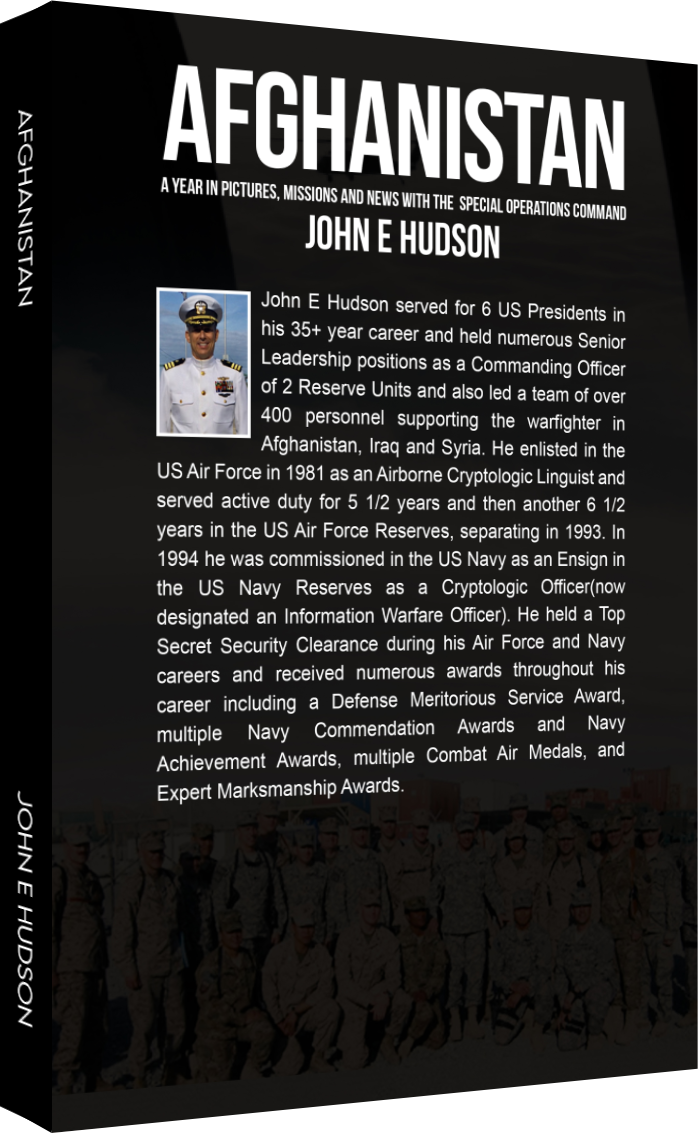 AFGHANISTAN
JOHN E HUDSON
AFGHANISTAN
A YEAR IN PICTURES, MISSIONS AND NEWS WITH THE SPECIAL OPERATIONS COMMAND
JOHN E HUDSON
John E Hudson served for 6 US Presidents in
his 35+ year career and held numerous Senior
Leadership positions as a Commanding Officer
of 2 Reserve Units and also led a team of over
400 personnel supporting the warfighter in
Afghanistan, Iraq and Syria. He enlisted in the
US Air Force in 1981 as an Airborne Cryptologic Linguist and
served active duty for 5 1/2 years and then another 6 1/2
years in the US Air Force Reserves, separating in 1993. In
1994 he was commissioned in the US Navy as an Ensign in
the US Navy Reserves as a Cryptologic Officer(now
designated an Information Warfare Officer). He held a Top
Secret Security Clearance during his Air Force and Navy
careers and received numerous awards throughout his
career including a Defense Meritorious Service Award,
multiple Navy Commendation Awards and Navy
Achievement Awards, multiple Combat Air Medals, and
Expert Marksmanship Awards.